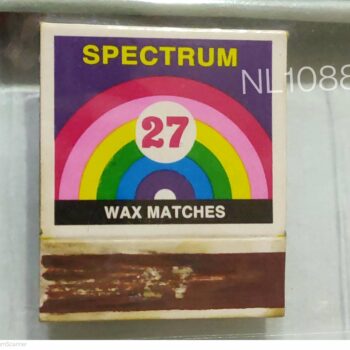 SPECTRUM
NL1088
27
WAX MATCHES